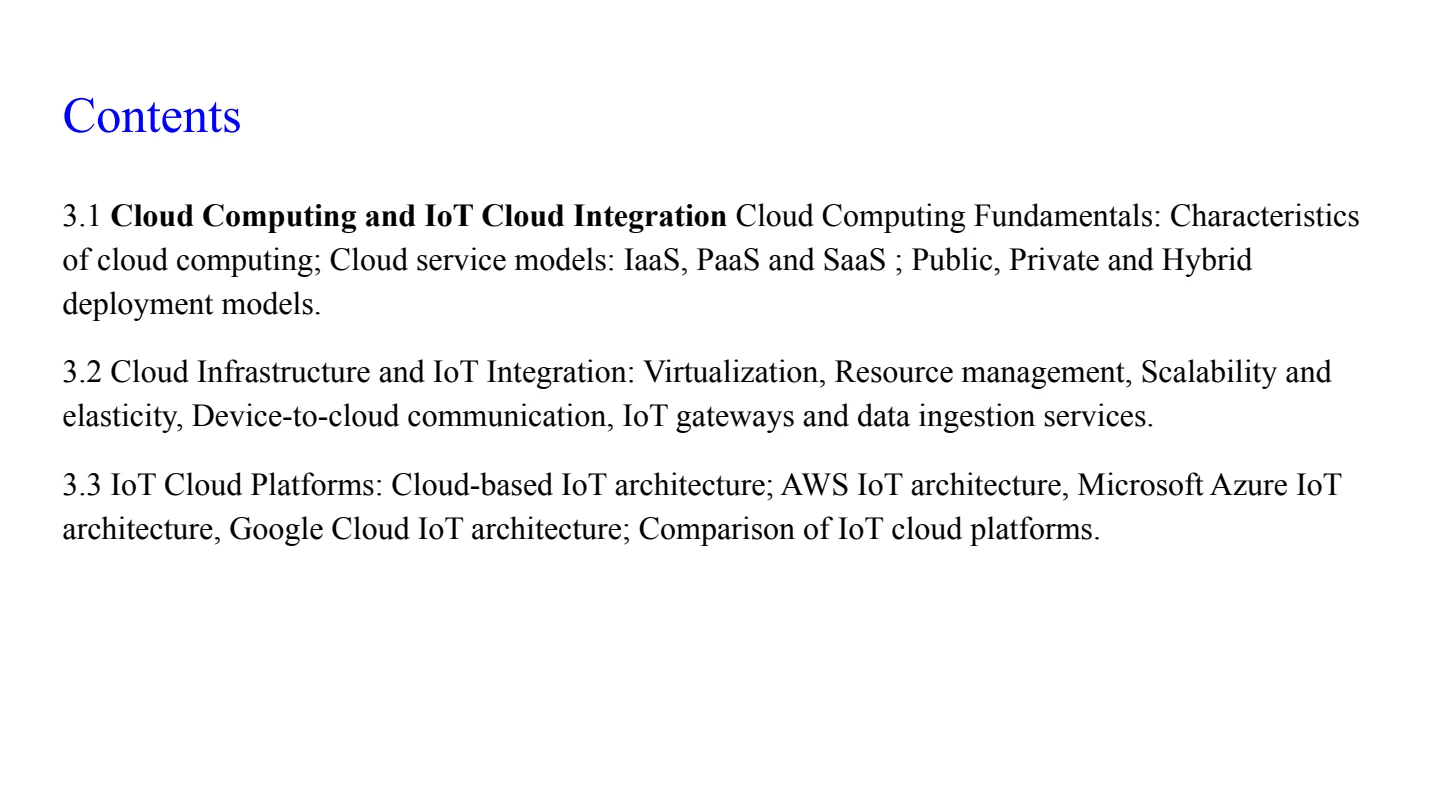 Contents
3.1 Cloud Computing and IoT Cloud Integration Cloud Computing Fundamentals: Characteristics
of cloud computing; Cloud service models: IaaS, PaaS and SaaS ; Public, Private and Hybrid
deployment models.
3.2 Cloud Infrastructure and IoT Integration: Virtualization, Resource management, Scalability and
elasticity, Device-to-cloud communication, IoT gateways and data ingestion services.
3.3 IoT Cloud Platforms: Cloud-based IoT architecture; AWS IoT architecture, Microsoft Azure IoT
architecture, Google Cloud IoT architecture; Comparison of IoT cloud platforms.